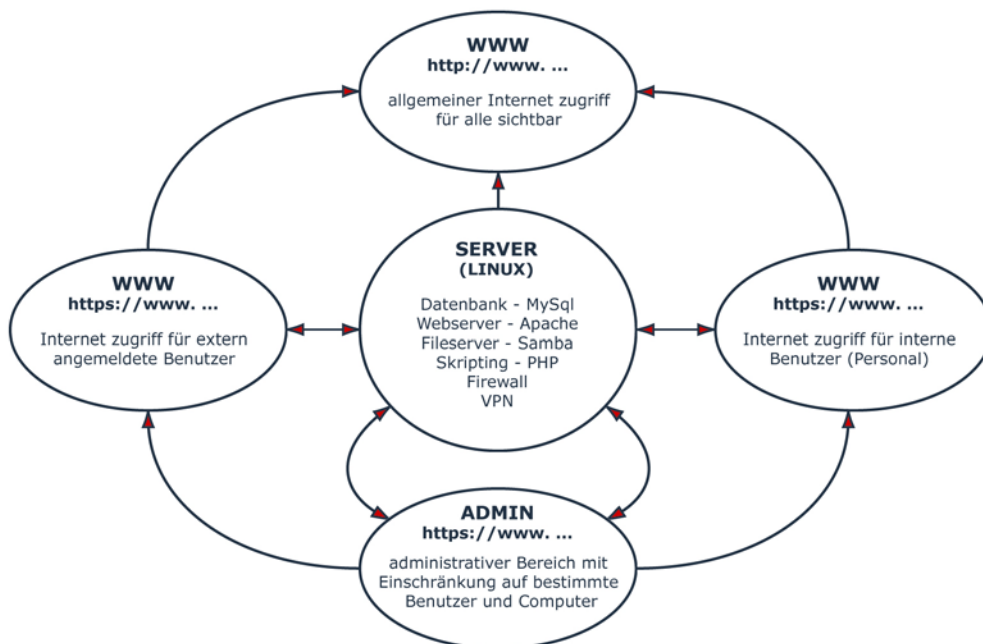 WWW
http://www. ...
allgemeiner Internet zugriff
für alle sichtbar
SERVER
(LINUX)
Datenbank - MySql
Webserver - Apache
Fileserver - Samba
Skripting - PHP
Firewall
VPN
WWW
https://www. ...
Internet zugriff für extern
angemeldete Benutzer
WWW
https://www. ...
Internet zugriff für interne
Benutzer (Personal)
ADMIN
https://www. ...
administrativer Bereich mit
Einschränkung auf bestimmte
Benutzer und Computer